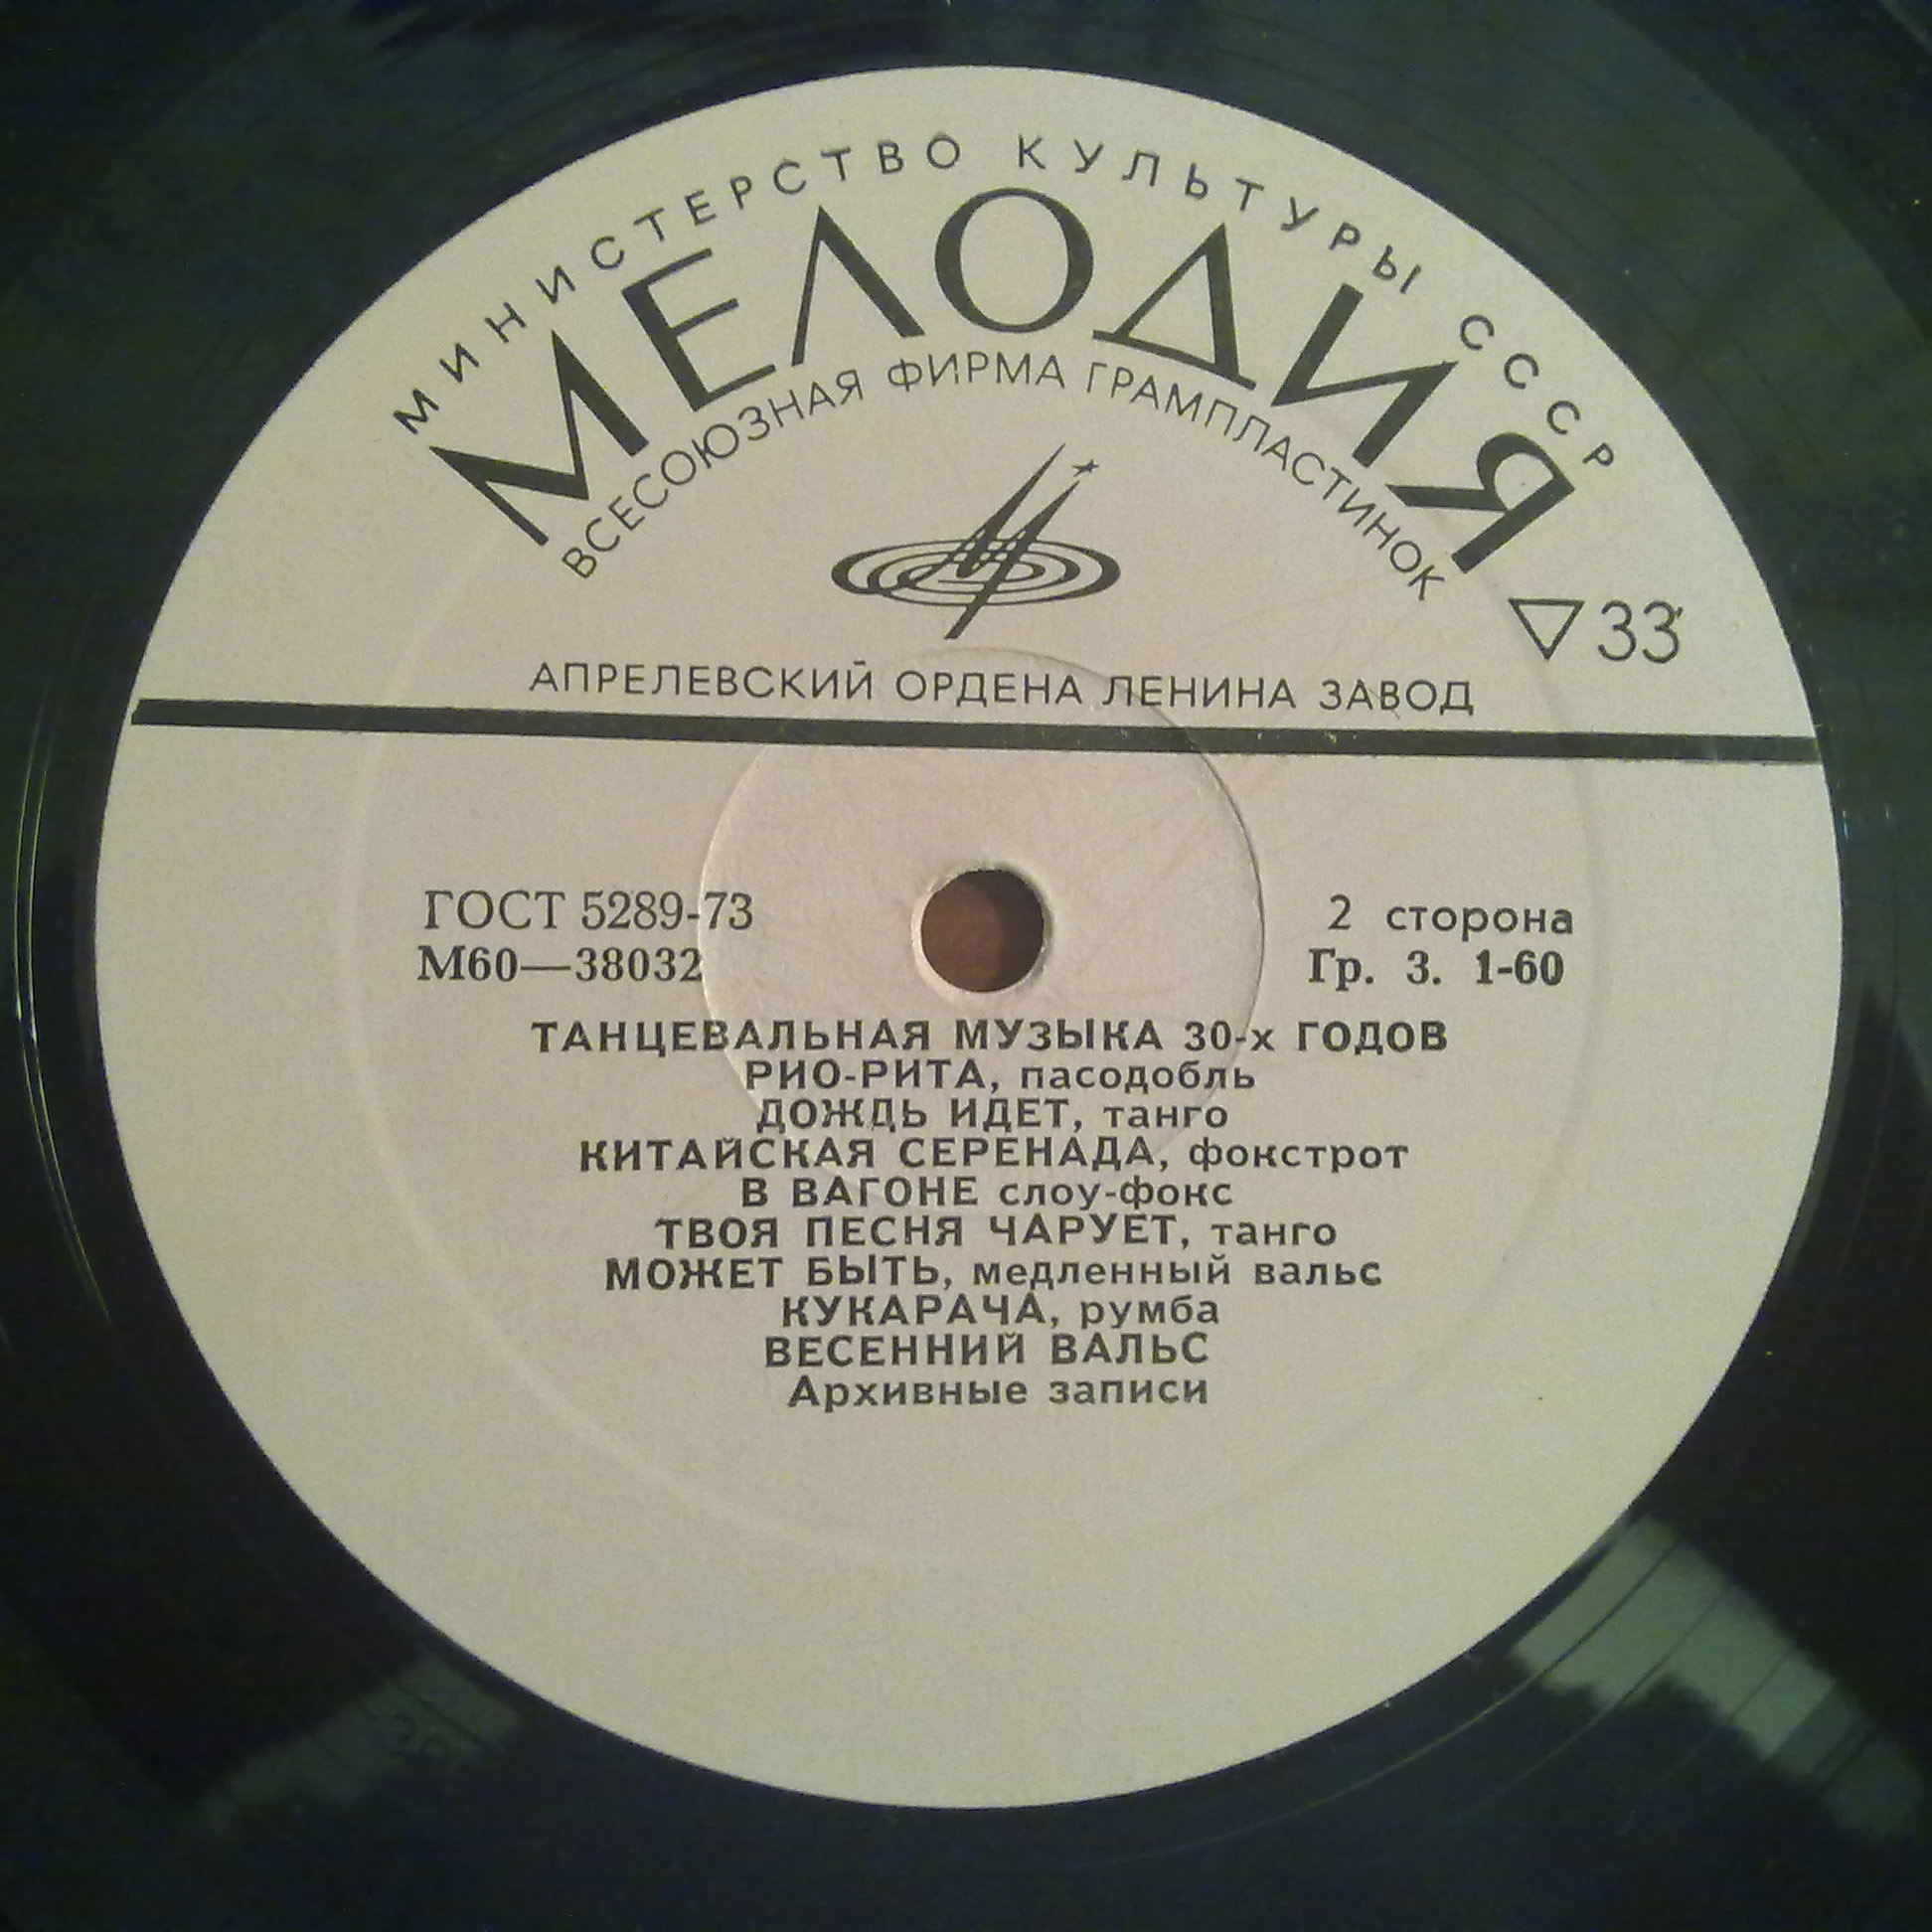 МИНИСТЕРСТВО КУЛЬТУРЫ СССР
МЕЛОДИЯ
ВСЕСОЮЗНАЯ ФИРМА ГРАМПЛАСТИНОК
33
АПРЕЛЕВСКИЙ ОРДЕНА ЛЕНИНА ЗАВОД
ГОСТ 5289-73
М60—38032
2 сторона
Гр. 3. 1-60
ТАНЦЕВАЛЬНАЯ МУЗЫКА 30-х ГОДОВ
РИО-РИТА, пасодобль
ДОЖДЬ ИДЕТ, танго
КИТАЙСКАЯ СЕРЕНАДА, фокстрот
В ВАГОНЕ слоу-фокс
ТВОЯ ПЕСНЯ ЧАРУЕТ, танго
МОЖЕТ БЫТЬ, медленный вальс
КУКАРАЧА, румба
ВЕСЕННИЙ ВАЛЬС
Архивные записи